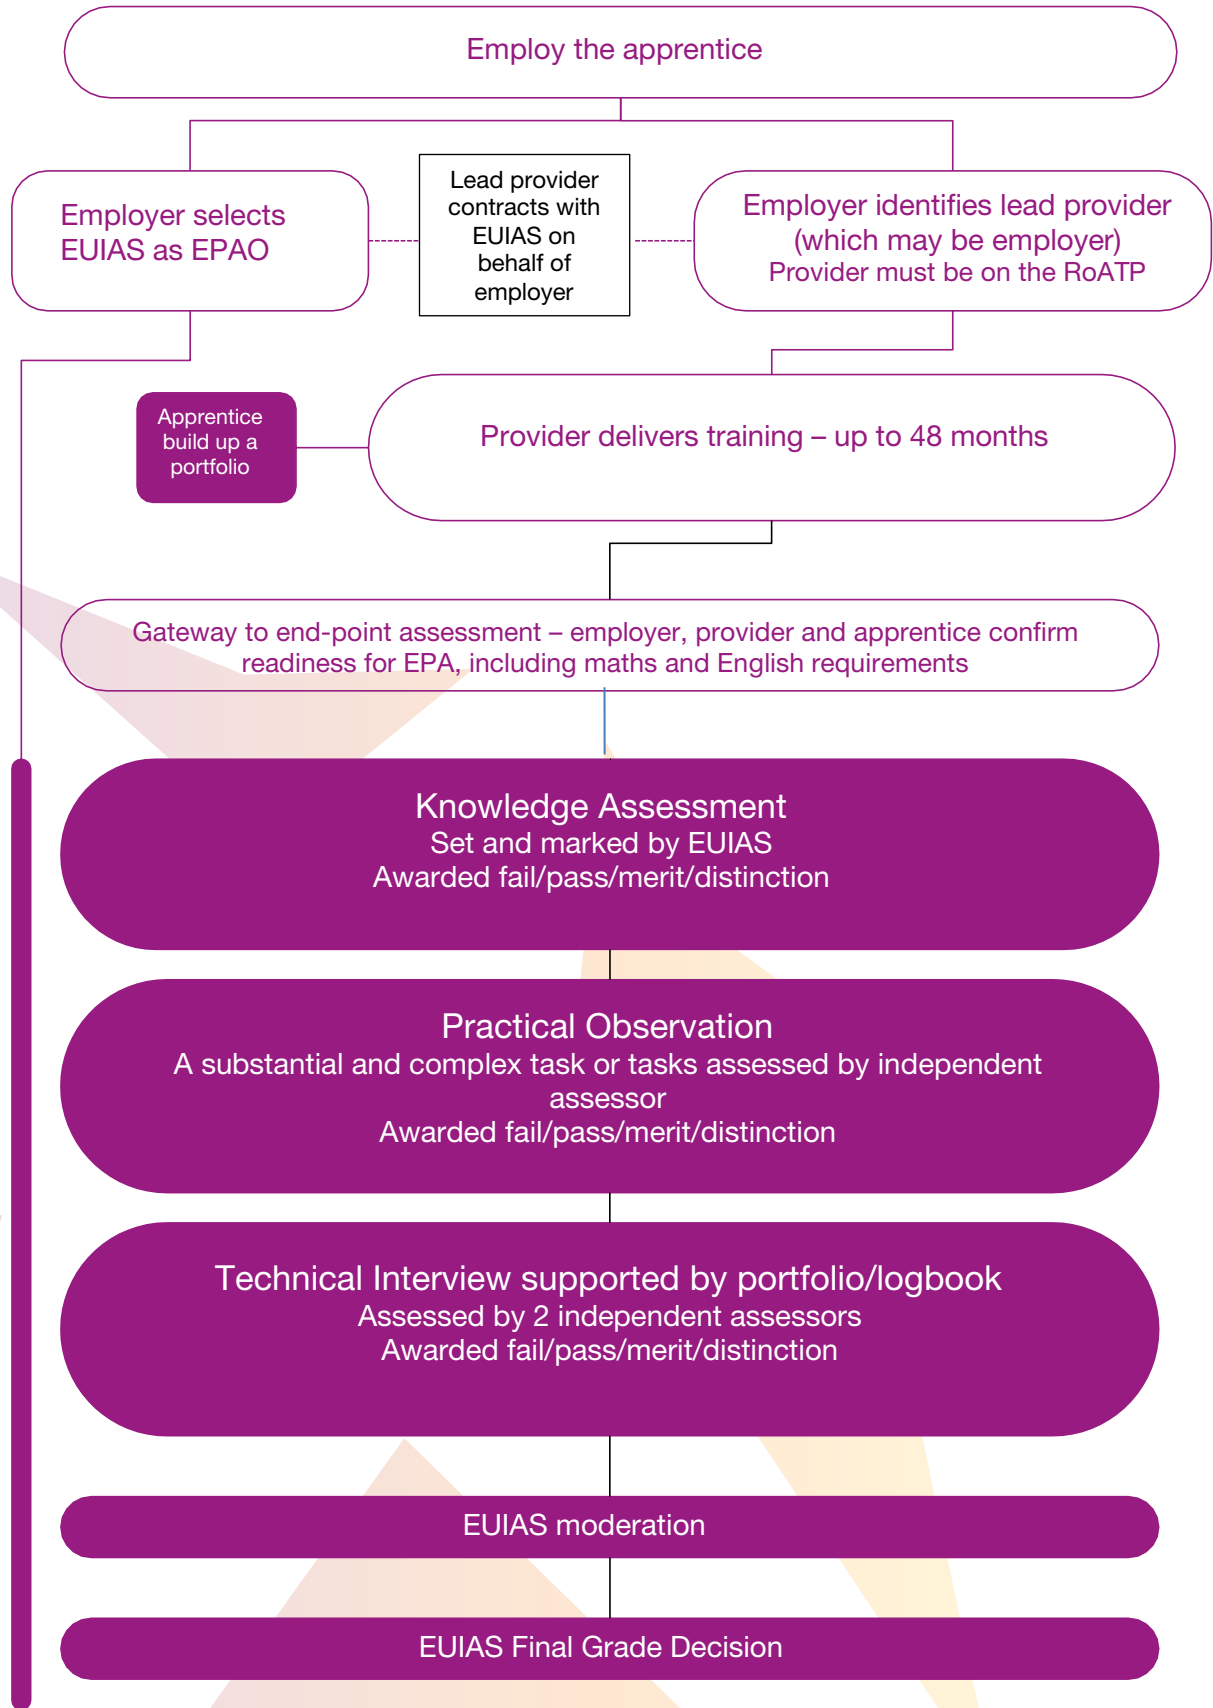 Employ the apprentice
Employer selects
EUIAS as EPAO
Lead provider
contracts with
EUIAS on
behalf of
employer
Employer identifies lead provider
(which may be employer)
Provider must be on the RoATP
Apprentice
build up a
portfolio
Provider delivers training – up to 48 months
Gateway to end-point assessment – employer, provider and apprentice confirm
readiness for EPA, including maths and English requirements
Knowledge Assessment
Set and marked by EUIAS
Awarded fail/pass/merit/distinction
Practical Observation
A substantial and complex task or tasks assessed by independent
assessor
Awarded fail/pass/merit/distinction
Technical Interview supported by portfolio/logbook
Assessed by 2 independent assessors
Awarded fail/pass/merit/distinction
EUIAS moderation
EUIAS Final Grade Decision